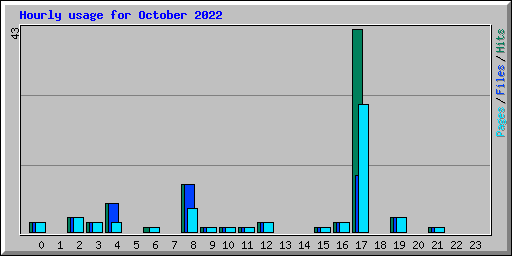 Hourly usage for October 2022
43
Pages/Files/Hits
0 1 2 3 4 5 6 7 8 9 10 11 12 13 14 15 16 17 18 19 20 21 22 23